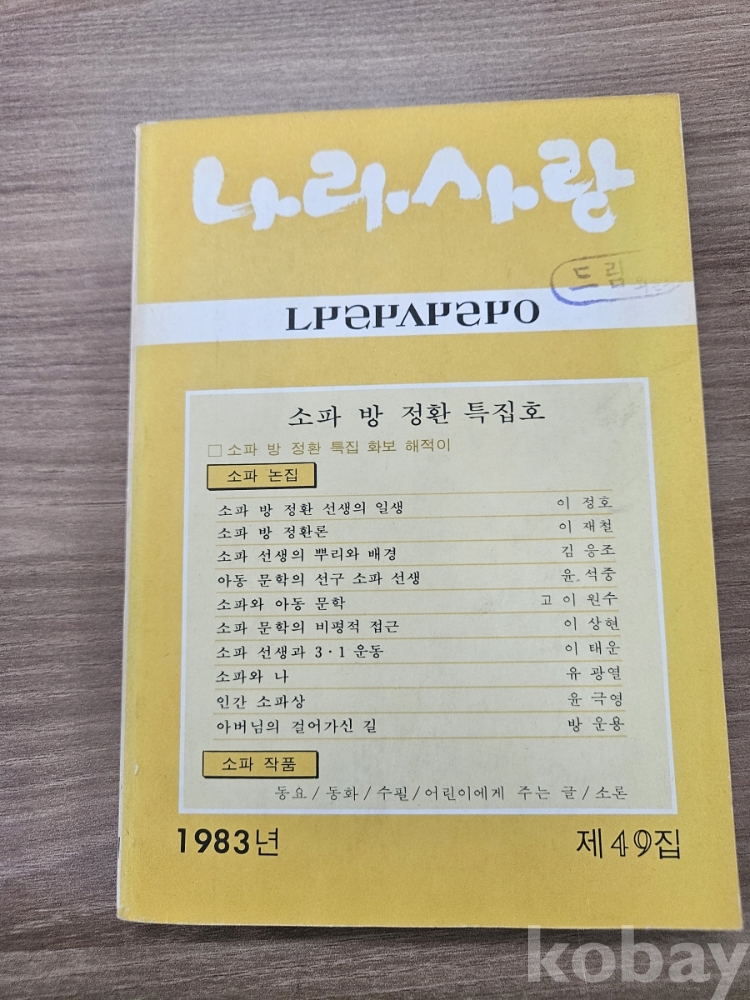 나라사랑
드림
ㄴㅏㄹㅏㅅㅏㄹㅏㅇ
소파 방 정환 특집호
□ 소파 방 정환 특집 화보 해적이
소파 논집
소파 방 정환 선생의 일생 이 정호
소파 방 정환론 이 재철
소파 선생의 뿌리와 배경 김 응조
아동 문학의 선구 소파 선생 윤 석중
소파와 아동 문학 고 이 원수
소파 문학의 비평적 접근 이 상현
소파 선생과 3·1 운동 이 태운
소파와 나 유 광열
인간 소파상 윤 극영
아버님의 걸어가신 길 방 운용
소파 작품
동요/동화/수필/어린이에게 주는 글/소론
1983년 제49집
kobay